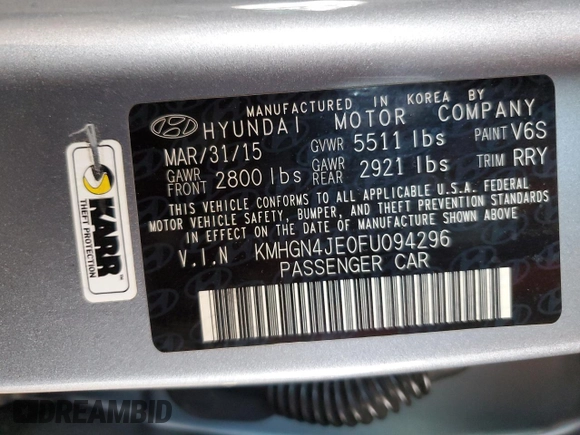 MANUFACTURED IN KOREA BY
HYUNDAI MOTOR COMPANY
MAR/31/15 GVWR 5511 lbs PAINT V6S
GAWR FRONT 2800 lbs GAWR REAR 2921 lbs TRIM RRY
THIS VEHICLE CONFORMS TO ALL APPLICABLE U.S.A. FEDERAL
MOTOR VEHICLE SAFETY, BUMPER, AND THEFT PREVENTION STANDARDS
IN EFFECT ON THE DATE OF MANUFACTURE SHOWN ABOVE.
V.I.N KMHGN4JE0FU094296
PASSENGER CAR
KARR
THEFT PROTECTION
DREAMBID